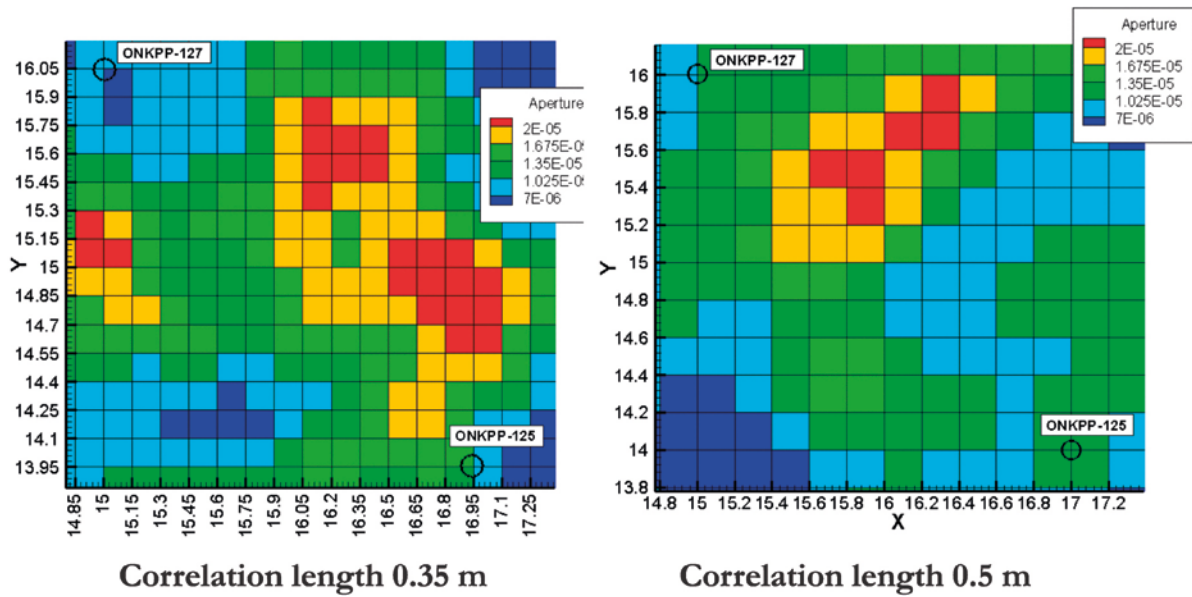 ONKPP-127
Aperture
2E-05
1.675E-05
1.35E-05
1.025E-0
7E-06
16.05
15.9
15.75
15.6
15.45
15.3
15.15
15
14.85
14.7
14.55
14.4
14.25
14.1
13.95
Y
ONKPP-125
14.85 15 15.15 15.3 15.45 15.6 15.75 15.9 16.05 16.2 16.35 16.5 16.65 16.8 16.95 17.1 17.25
Correlation length 0.35 m
ONKPP-127
Aperture
2E-05
1.675E-05
1.35E-05
1.025E-05
7E-06
16
15.8
15.6
15.4
15.2
15
14.8
14.6
14.4
14.2
14
13.8
Y
ONKPP-125
14.8 15 15.2 15.4 15.6 15.8 16 16.2 16.4 16.6 16.8 17 17.2
X
Correlation length 0.5 m